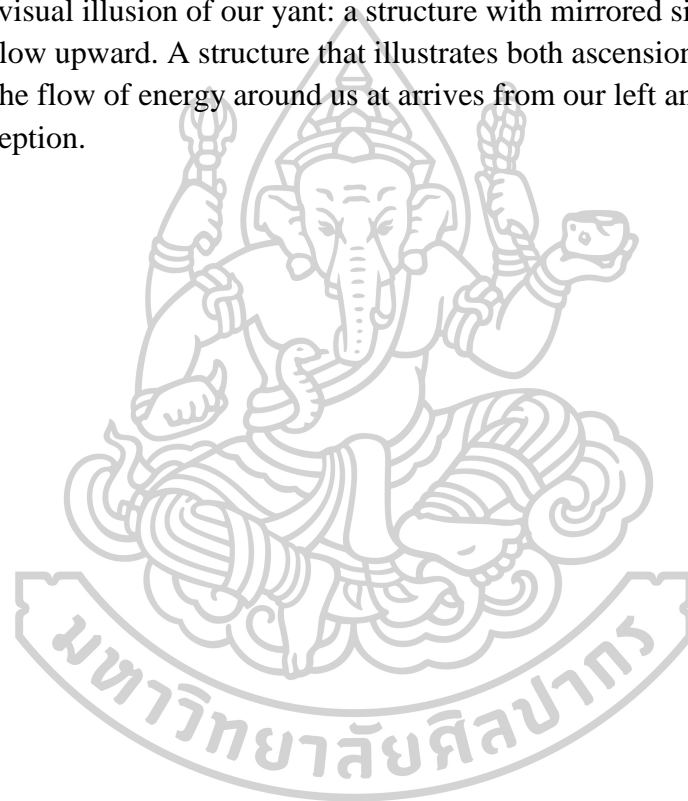 visual illusion of our yant: a structure with mirrored si
low upward. A structure that illustrates both ascension
he flow of energy around us at arrives from our left an
eption.
มหาวิทยาลัยศิลปากร